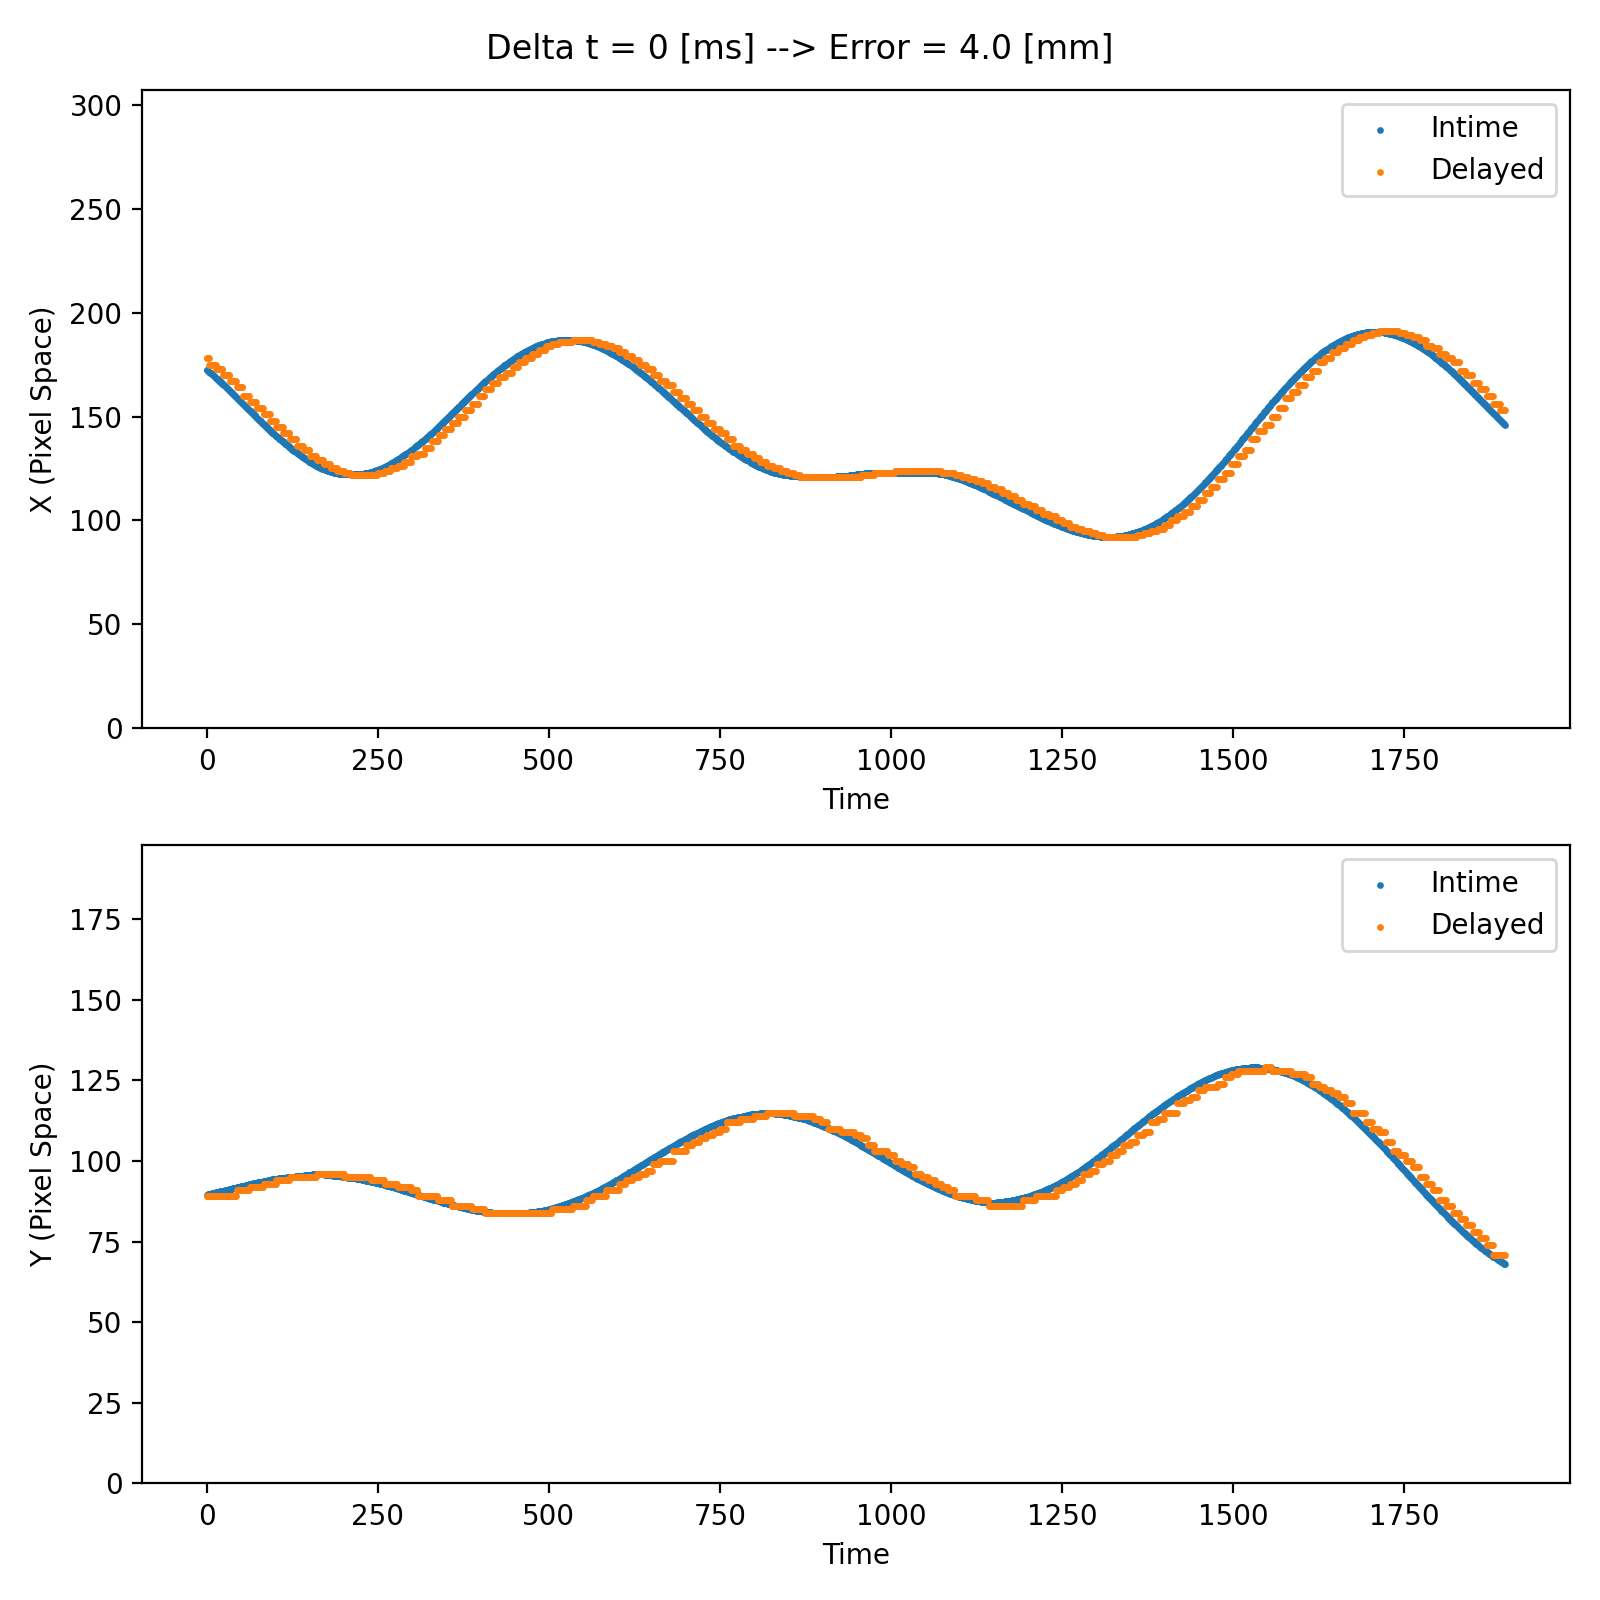 Delta t = 0 [ms] --> Error = 4.0 [mm]
300
250
200
150
100
50
0
X (Pixel Space)
Intime
Delayed
0 250 500 750 1000 1250 1500 1750
Time
175
150
125
100
75
50
25
0
Y (Pixel Space)
Intime
Delayed
0 250 500 750 1000 1250 1500 1750
Time